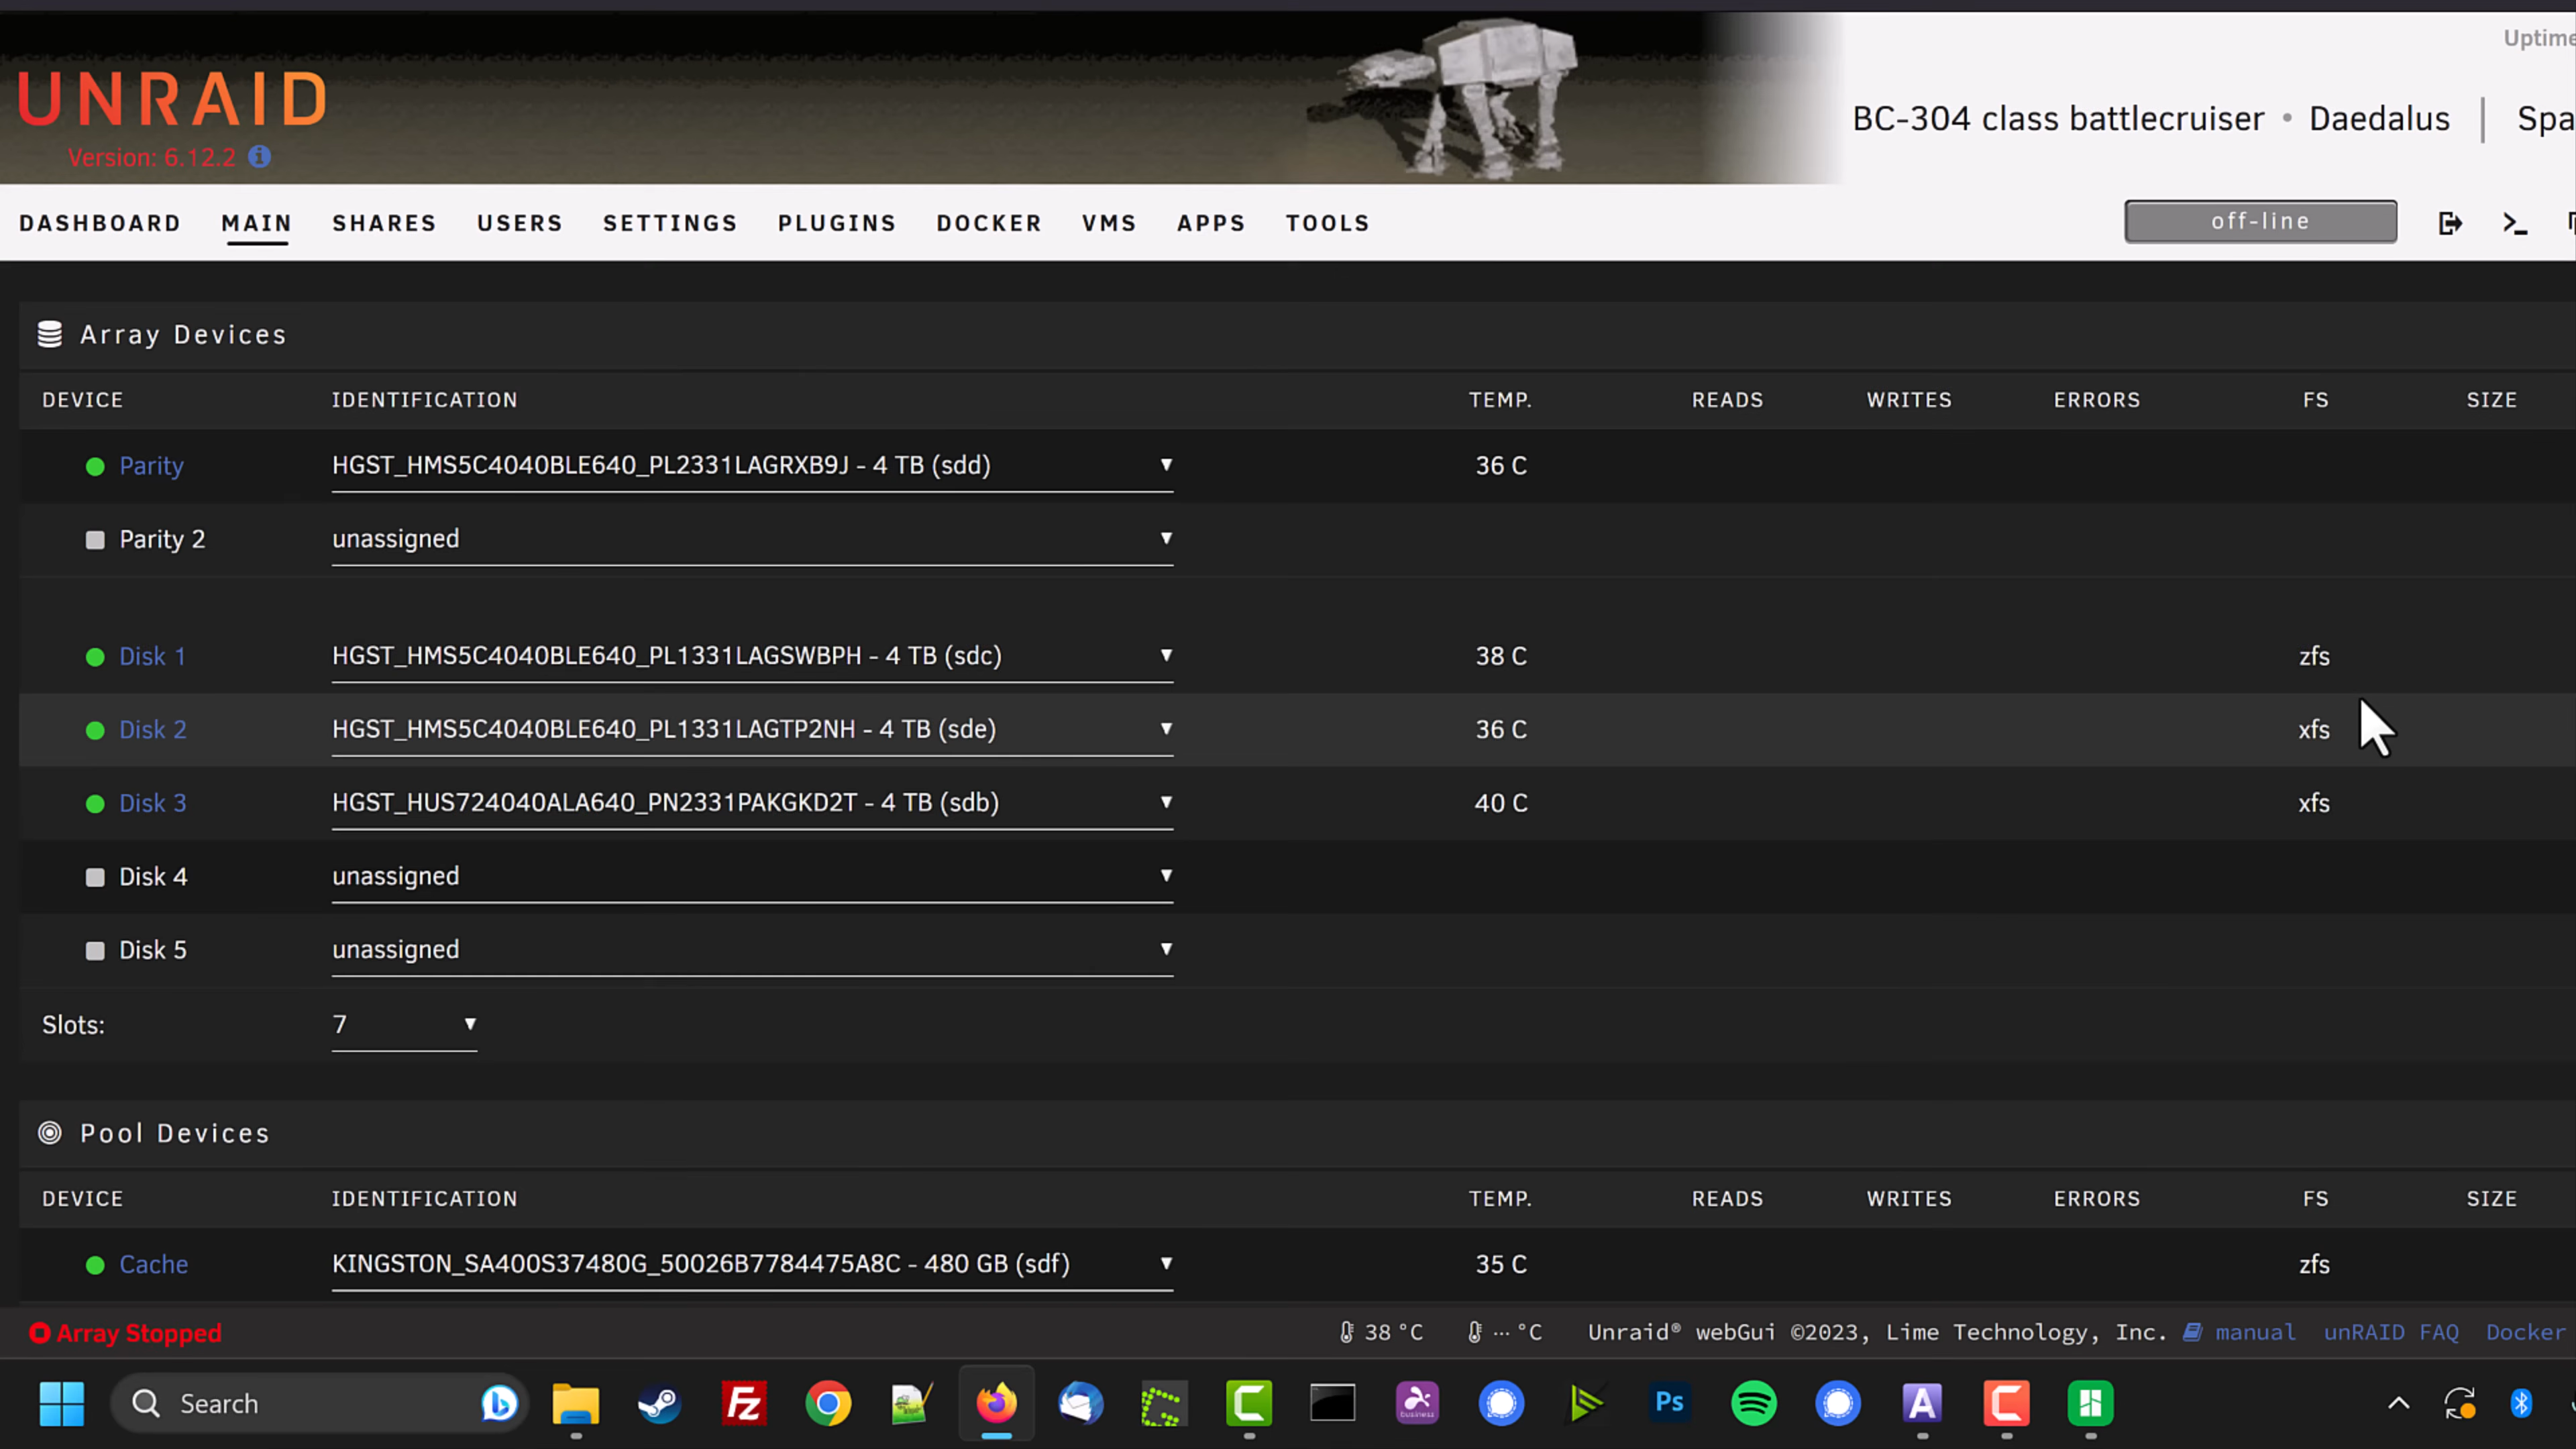 Uptime
UNRAID
Version: 6.12.2
BC-304 class battlecruiser • Daedalus | Spa
DASHBOARD MAIN SHARES USERS SETTINGS PLUGINS DOCKER VMS APPS TOOLS off-line
Array Devices
DEVICE IDENTIFICATION TEMP. READS WRITES ERRORS FS SIZE
Parity HGST_HMS5C4040BLE640_PL2331LAGRXB9J - 4 TB (sdd) 36 C
Parity 2 unassigned
Disk 1 HGST_HMS5C4040BLE640_PL1331LAGSWBPH - 4 TB (sdc) 38 C zfs
Disk 2 HGST_HMS5C4040BLE640_PL1331LAGTP2NH - 4 TB (sde) 36 C xfs
Disk 3 HGST_HUS724040ALA640_PN2331PAKGKD2T - 4 TB (sdb) 40 C xfs
Disk 4 unassigned
Disk 5 unassigned
Slots: 7
Pool Devices
DEVICE IDENTIFICATION TEMP. READS WRITES ERRORS FS SIZE
Cache KINGSTON_SA400S37480G_50026B7784475A8C - 480 GB (sdf) 35 C zfs
Array Stopped 38 °C ... °C Unraid® webGui ©2023, Lime Technology, Inc. manual unRAID FAQ Docker
Search Fz business Ps A